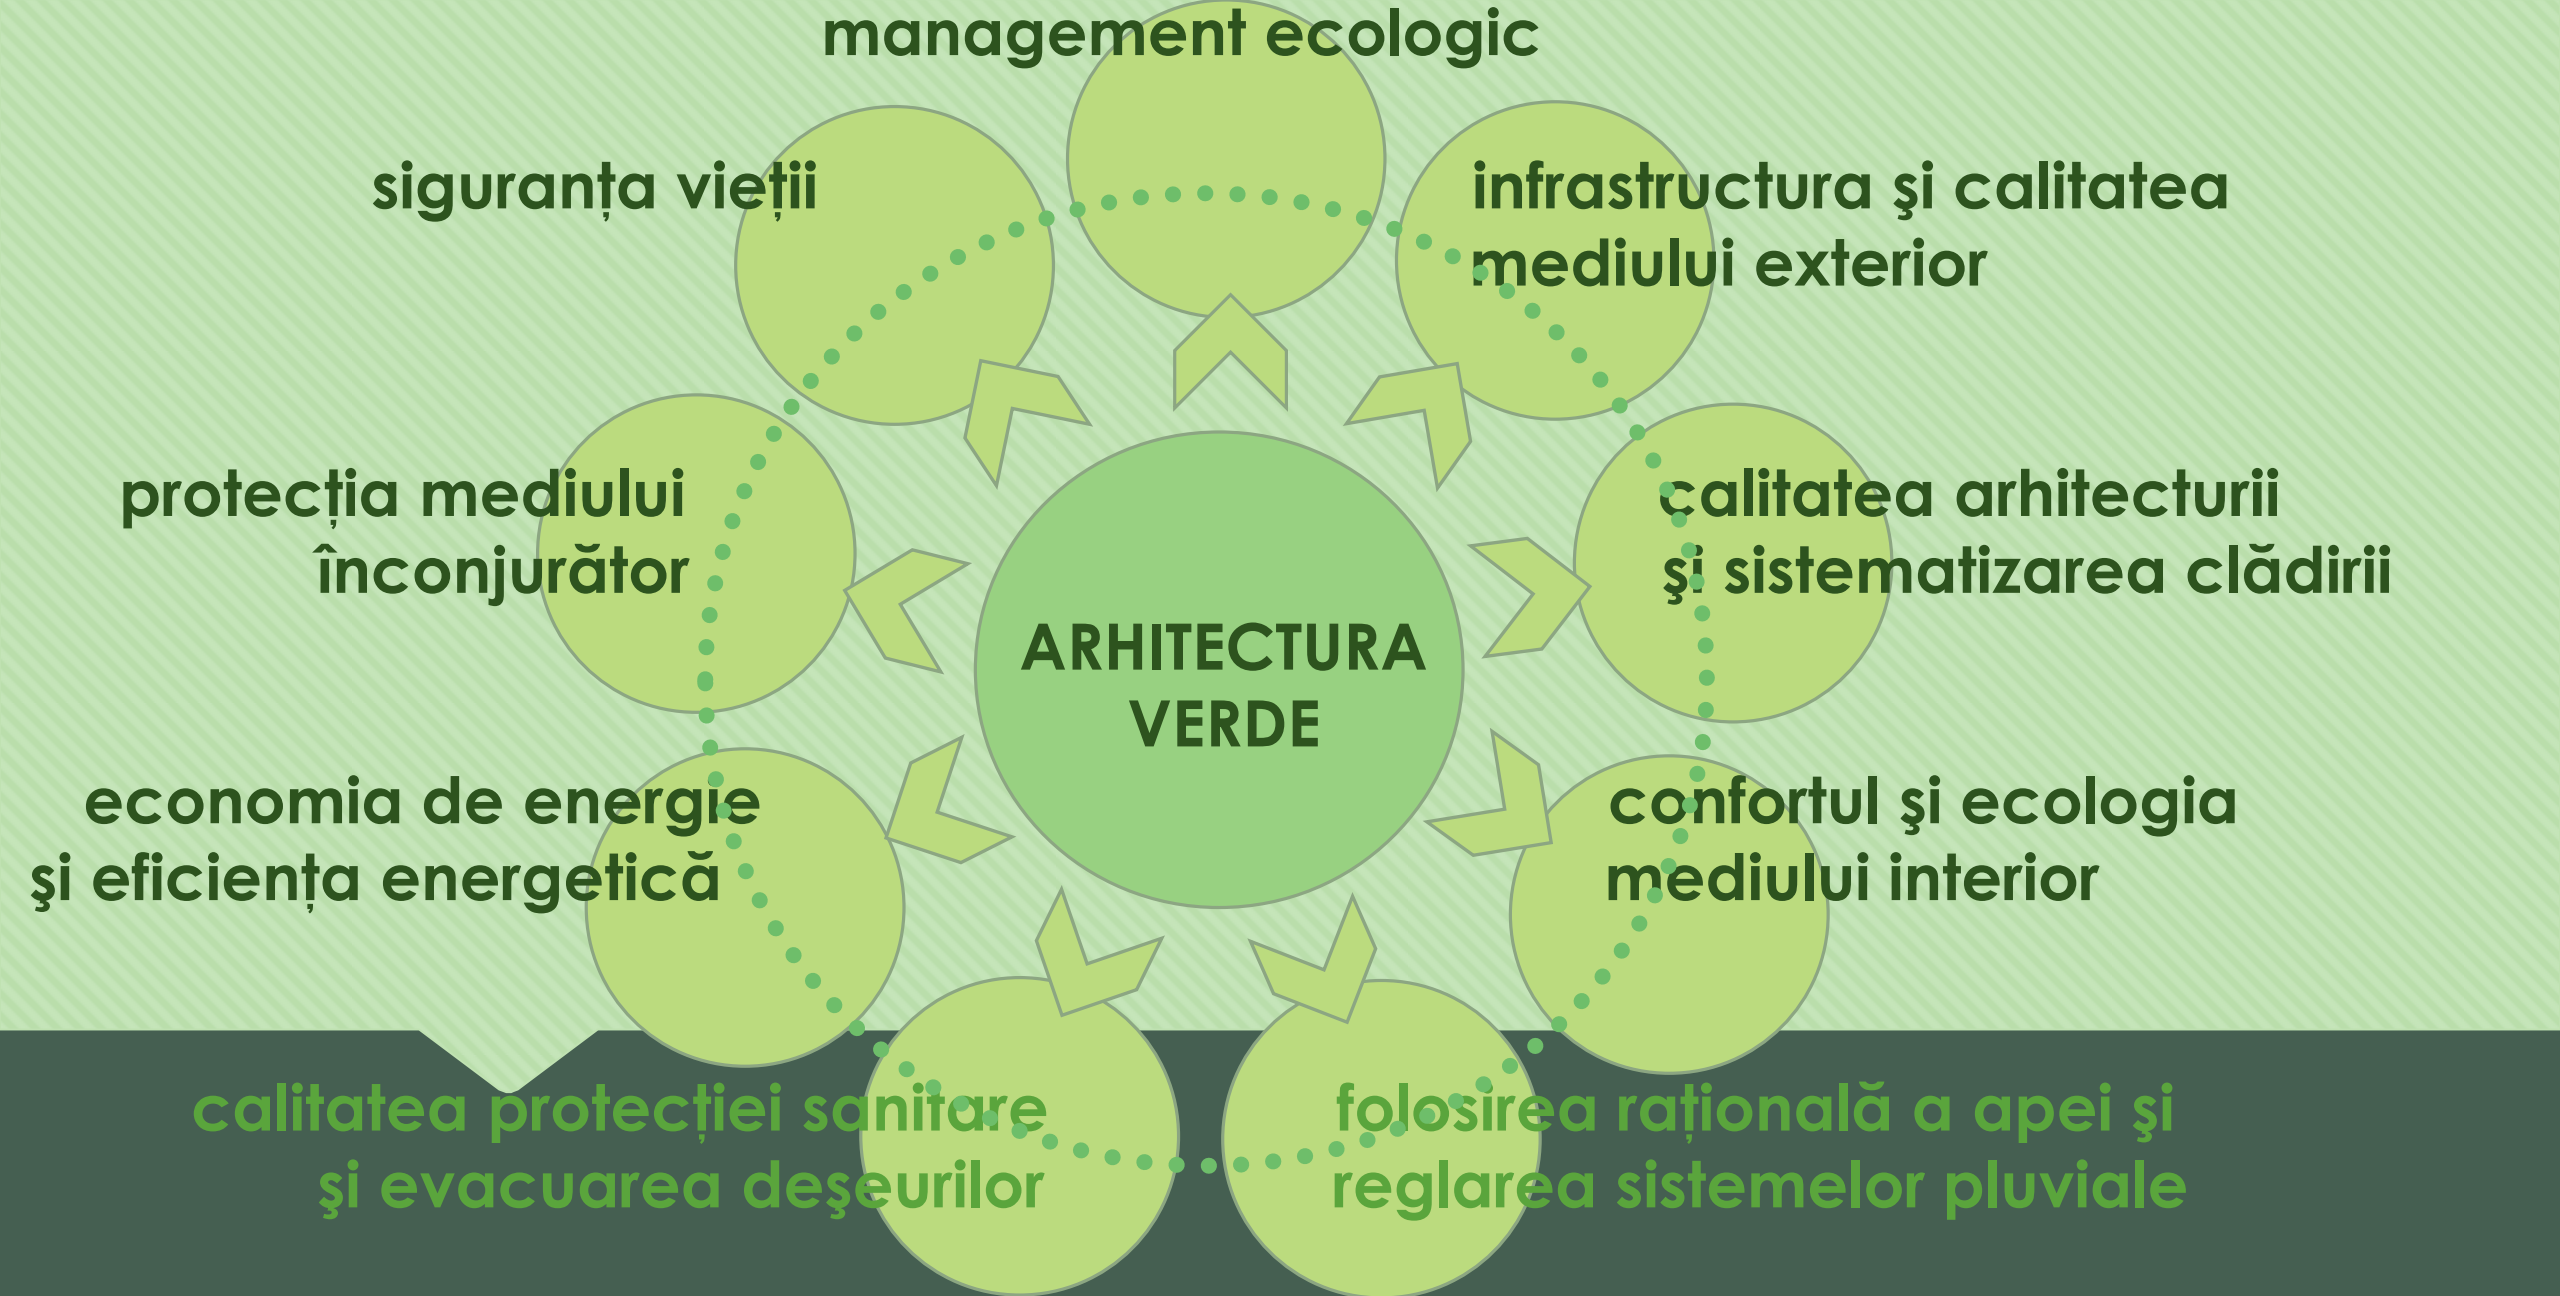 management ecologic
siguranța vieții
infrastructura şi calitatea
mediului exterior
protecția mediului
înconjurător
calitatea arhitecturii
şi sistematizarea clădirii
ARHITECTURA
VERDE
economia de energie
şi eficiența energetică
confortul şi ecologia
mediului interior
calitatea protecției sanitare
şi evacuarea deşeurilor
folosirea rațională a apei şi
reglarea sistemelor pluviale